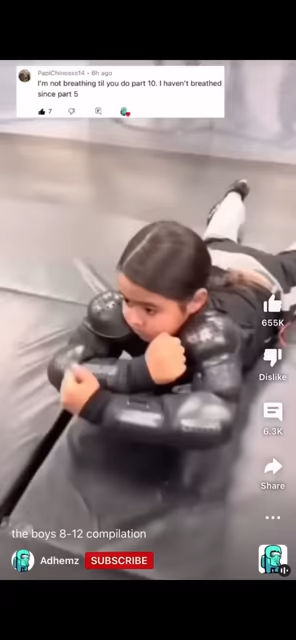 PapiChinoxxx14 • 6h ago
I'm not breathing til you do part 10. I haven't breathed
since part 5
7
655K
Dislike
6.3K
Share
the boys 8-12 compilation
Adhemz
SUBSCRIBE